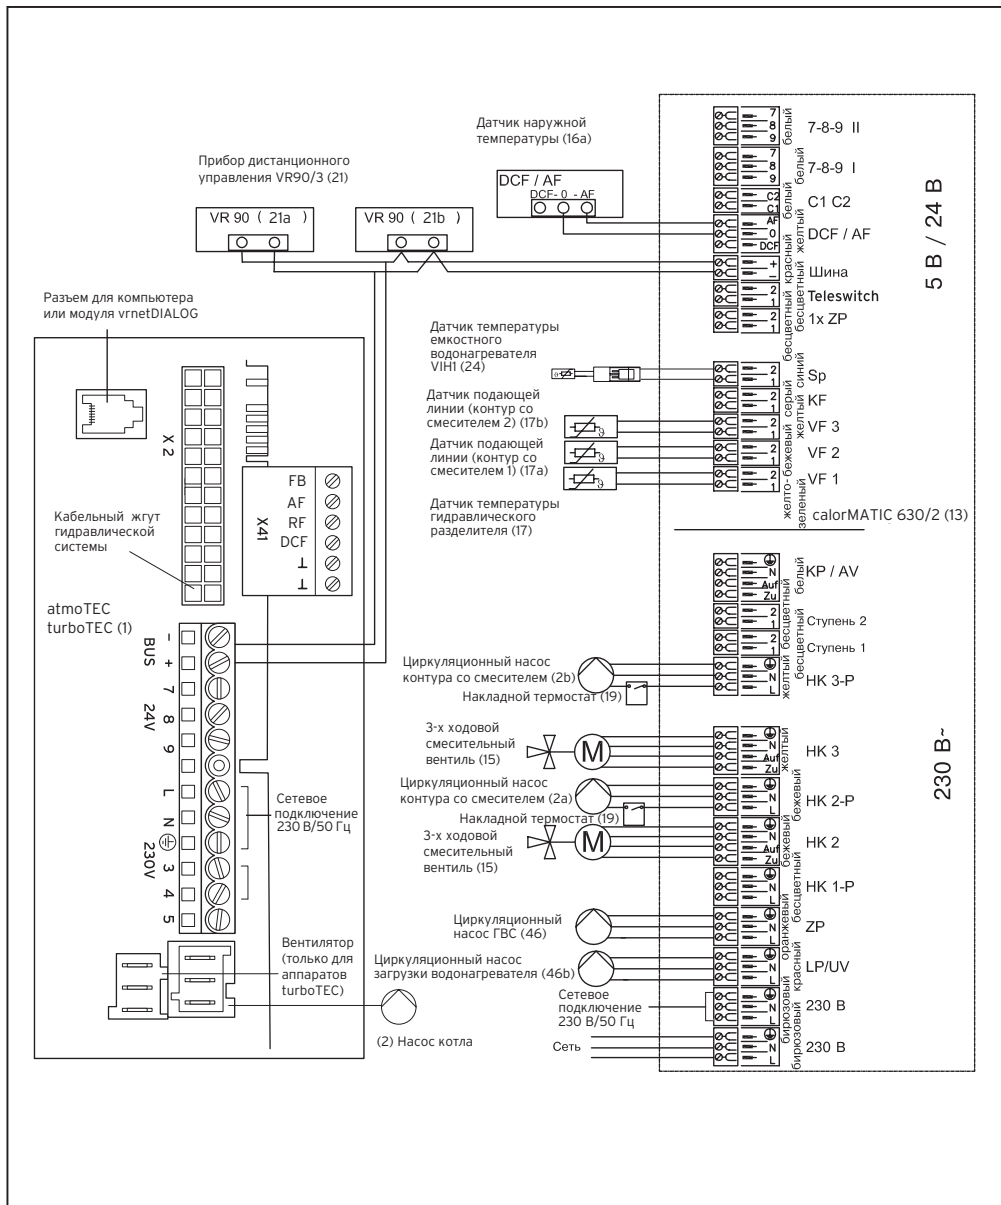 Датчик наружной
температуры (16a)
Прибор дистанционного
управления VR90/3 (21)
DCF / AF
DCF- 0 - AF
VR 90 ( 21a )
VR 90 ( 21b )
Разъем для компьютера
или модуля vrnetDIALOG
X 2
X41
FB
AF
RF
DCF
⊥
⊥
Кабельный жгут
гидравлической
системы
atmoTEC
turboTEC (1)
BUS
- +
24V
7 8 9
230V
L N
3 4 5
Сетевое
подключение
230 В/50 Гц
Вентилятор
(только для
аппаратов
turboTEC)
(2) Насос котла
Датчик температуры
емкостного
водонагревателя
VIH1 (24)
Датчик подающей
линии (контур со
смесителем 2) (17b)
Датчик подающей
линии (контур со
смесителем 1) (17a)
Датчик температуры
гидравлического
разделителя (17)
Циркуляционный насос
контура со смесителем (2b)
Накладной термостат (19)
3-х ходовой
смесительный
вентиль (15)
M
Циркуляционный насос
контура со смесителем (2a)
Накладной термостат (19)
3-х ходовой
смесительный
вентиль (15)
M
Циркуляционный
насос ГВС (46)
Циркуляционный насос
загрузки водонагревателя (46b)
Сетевое
подключение
230 В/50 Гц
Сеть
5 В / 24 В
7 8 9 белый 7-8-9 II
7 8 9 белый 7-8-9 I
C2 C1 белый C1 C2
AF 0 DCF желтый DCF / AF
+ - красный Шина
2 1 бесцветный Teleswitch
2 1 бесцветный 1x ZP
2 1 синий Sp
2 1 серый KF
2 1 желтый VF 3
2 1 бежевый VF 2
2 1 желто-зеленый VF 1
calorMATIC 630/2 (13)
230 В~
N Auf Zu белый KP / AV
2 1 бесцветный Ступень 2
2 1 бесцветный Ступень 1
N L желтый HK 3-P
N Auf Zu желтый HK 3
N L бежевый HK 2-P
N Auf Zu бежевый HK 2
N L бесцветный HK 1-P
N L оранжевый ZP
N L красный LP/UV
N L бирюзовый 230 В
N L бирюзовый 230 В